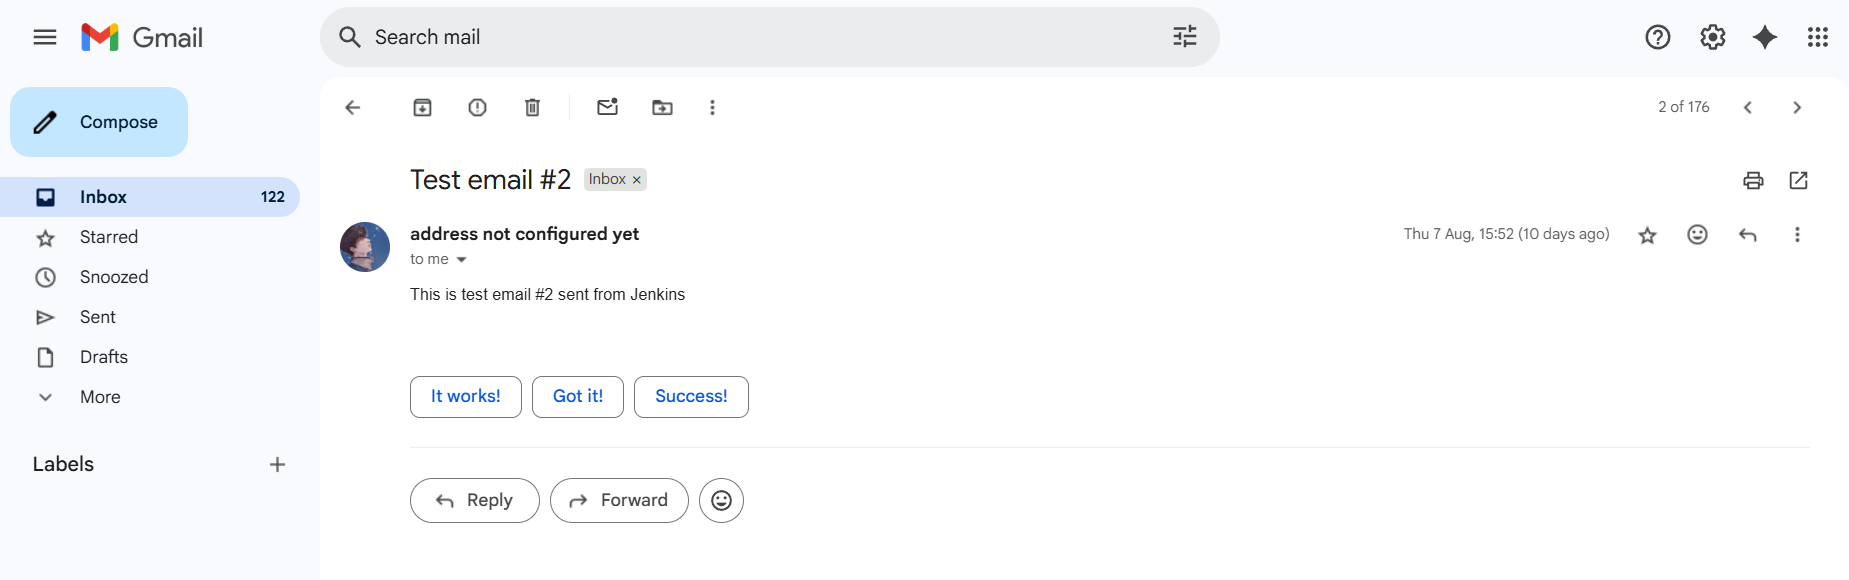 Gmail
Search mail
Compose
2 of 176
Inbox 122
Starred
Snoozed
Sent
Drafts
More
Labels
Test email #2 Inbox ×
address not configured yet
Thu 7 Aug, 15:52 (10 days ago)
to me
This is test email #2 sent from Jenkins
It works! Got it! Success!
Reply Forward